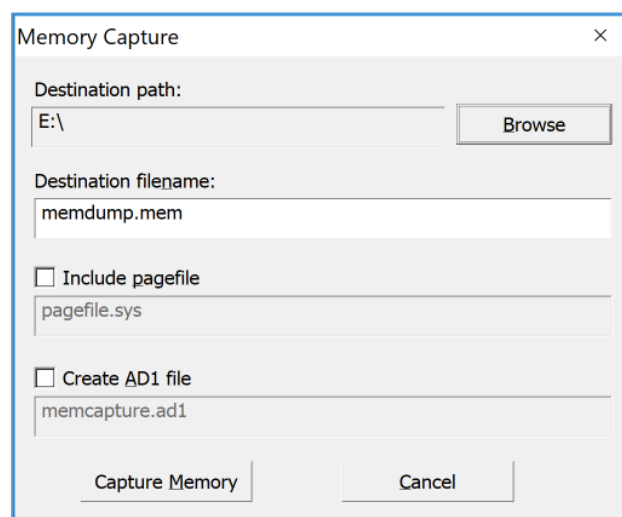 Memory Capture
Destination path:
E:\
Browse
Destination filename:
memdump.mem
Include pagefile
pagefile.sys
Create AD1 file
memcapture.ad1
Capture Memory
Cancel